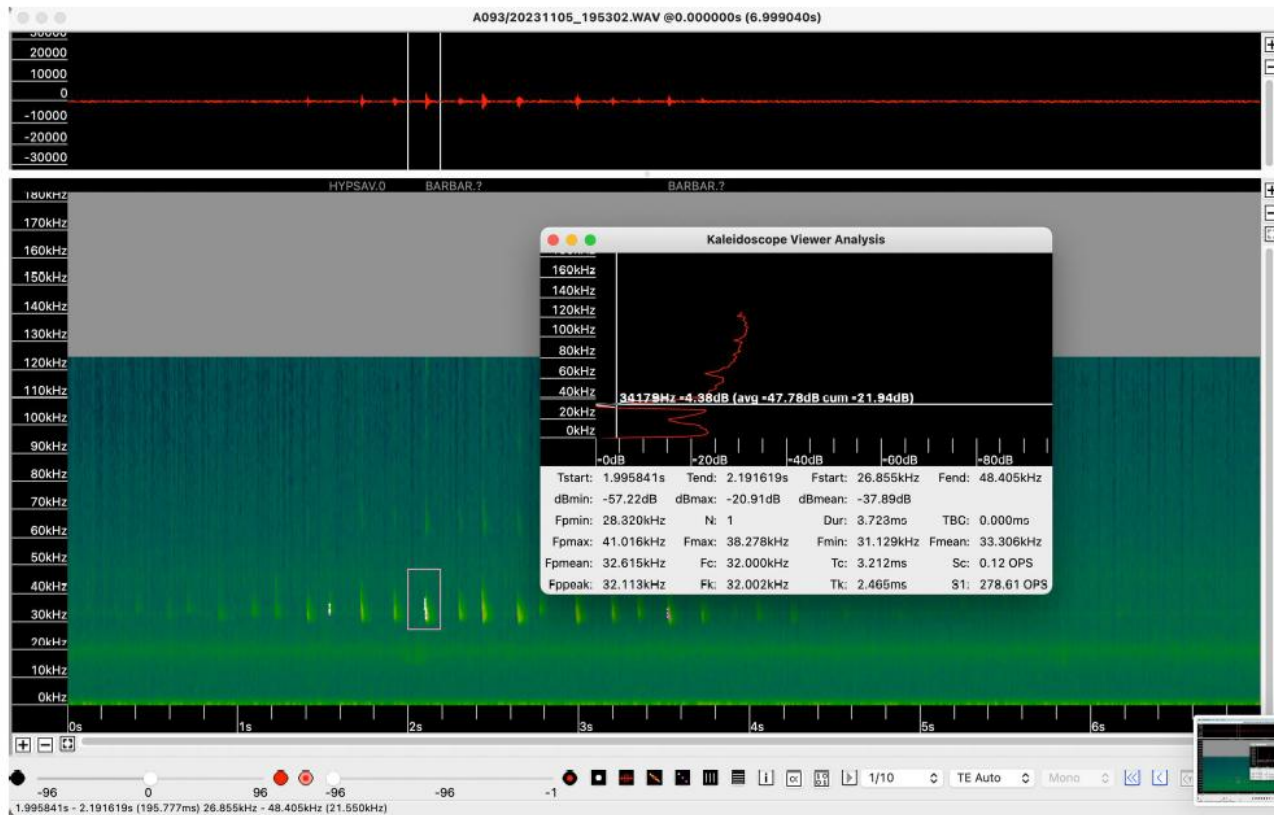 A093/20231105_195302.WAV @0.000000s (6.999040s)
20000
10000
0
-10000
-20000
-30000
HYPSAV.0 BARBAR.? BARBAR.?
180kHz
170kHz
160kHz
150kHz
140kHz
130kHz
120kHz
110kHz
100kHz
90kHz
80kHz
70kHz
60kHz
50kHz
40kHz
30kHz
20kHz
10kHz
0kHz
0s 1s 2s 3s 4s 5s 6s
Kaleidoscope Viewer Analysis
160kHz
140kHz
120kHz
100kHz
80kHz
60kHz
40kHz
34179Hz -4.38dB (avg -47.78dB cum -21.94dB)
20kHz
0kHz
-0dB -20dB -40dB -60dB -80dB
Tstart: 1.995841s Tend: 2.191619s Fstart: 26.855kHz Fend: 48.405kHz
dBmin: -57.22dB dBmax: -20.91dB dBmean: -37.89dB
Fpmin: 28.320kHz N: 1 Dur: 3.723ms TBC: 0.000ms
Fpmax: 41.016kHz Fmax: 38.278kHz Fmin: 31.129kHz Fmean: 33.306kHz
Fpmean: 32.615kHz Fc: 32.000kHz Tc: 3.212ms Sc: 0.12 OPS
Fppeak: 32.113kHz Fk: 32.002kHz Tk: 2.465ms S1: 278.61 OPS
-96 0 96 -96 -96 -1
1/10 TE Auto Mono
1.995841s - 2.191619s (195.777ms) 26.855kHz - 48.405kHz (21.550kHz)